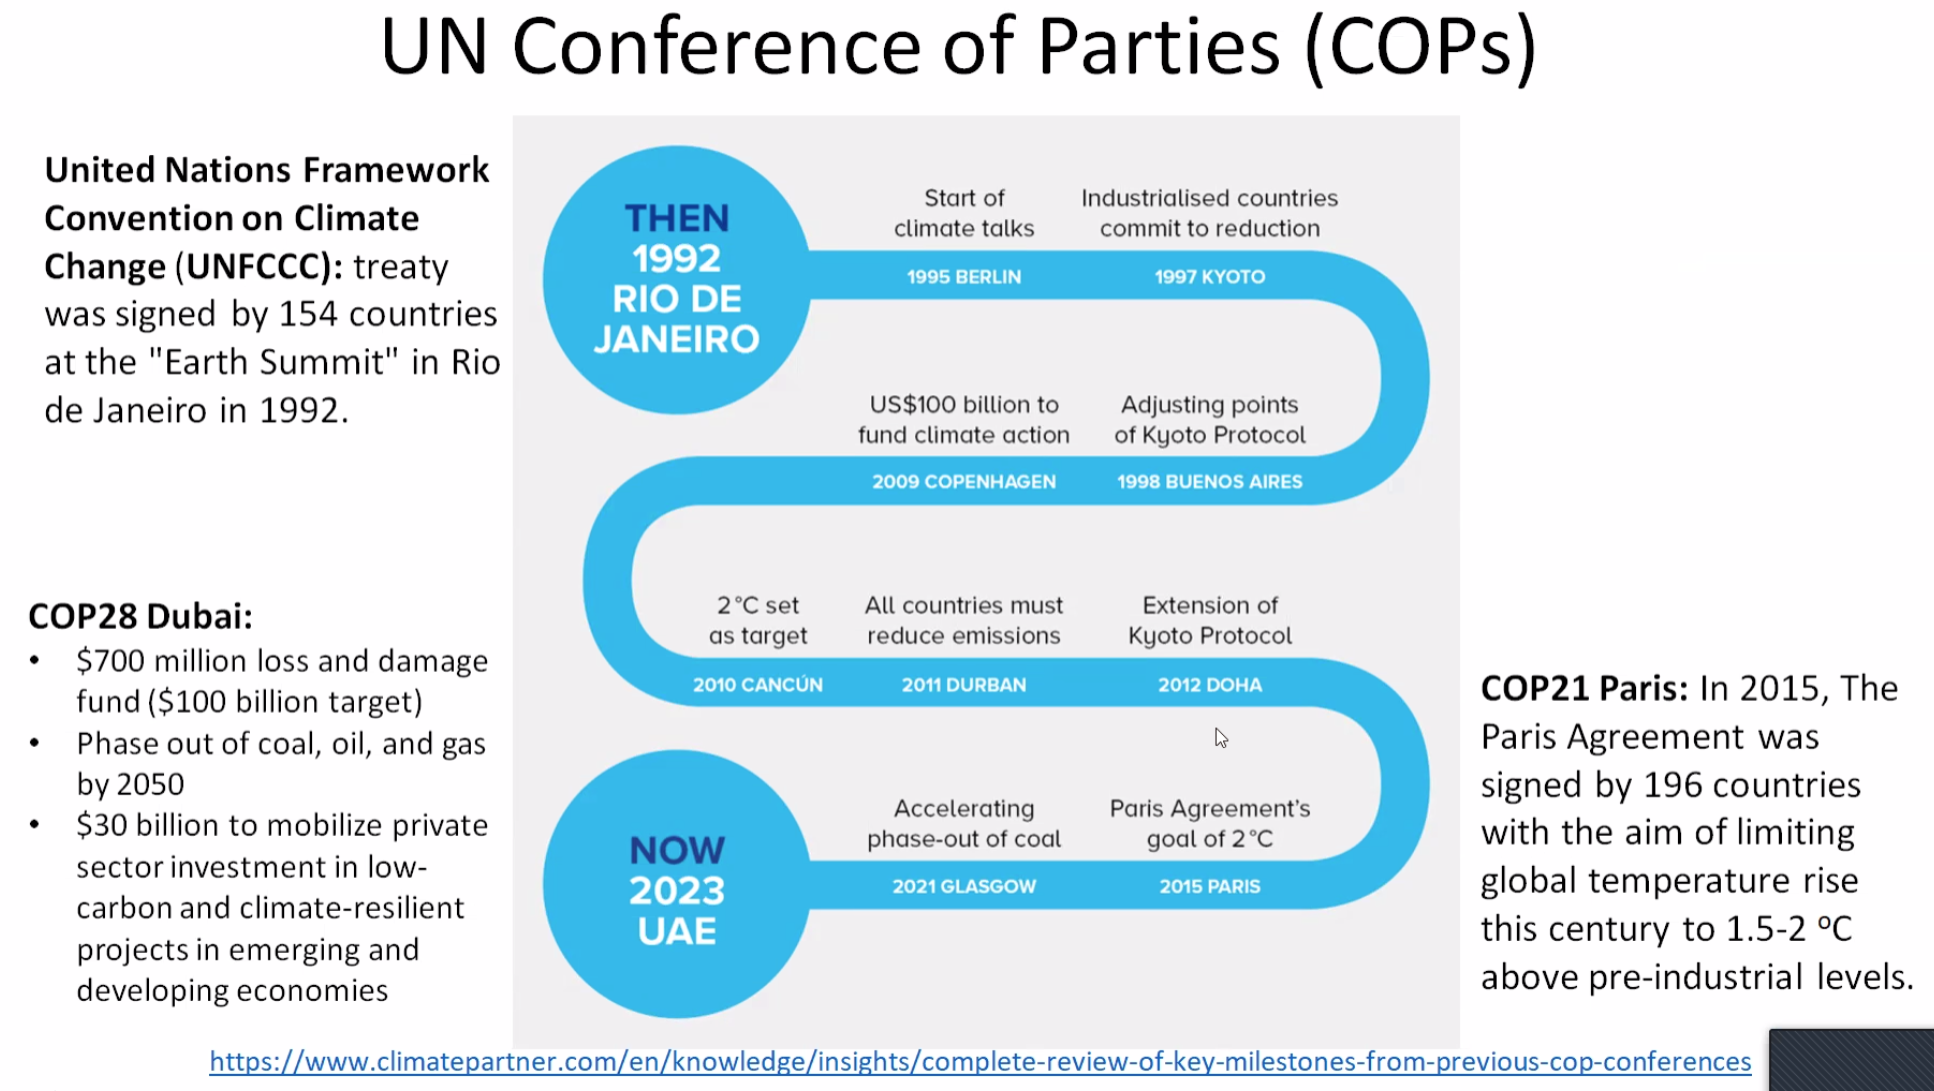 UN Conference of Parties (COPs)
United Nations Framework
Convention on Climate
Change (UNFCCC): treaty
was signed by 154 countries
at the "Earth Summit" in Rio
de Janeiro in 1992.
THEN
1992
RIO DE
JANEIRO
Start of
climate talks
1995 BERLIN
Industrialised countries
commit to reduction
1997 KYOTO
US$100 billion to
fund climate action
2009 COPENHAGEN
Adjusting points
of Kyoto Protocol
1998 BUENOS AIRES
2°C set
as target
2010 CANCÚN
All countries must
reduce emissions
2011 DURBAN
Extension of
Kyoto Protocol
2012 DOHA
NOW
2023
UAE
Accelerating
phase-out of coal
2021 GLASGOW
Paris Agreement's
goal of 2°C
2015 PARIS
COP28 Dubai:
• $700 million loss and damage
fund ($100 billion target)
• Phase out of coal, oil, and gas
by 2050
• $30 billion to mobilize private
sector investment in low-
carbon and climate-resilient
projects in emerging and
developing economies
COP21 Paris: In 2015, The
Paris Agreement was
signed by 196 countries
with the aim of limiting
global temperature rise
this century to 1.5-2 ºC
above pre-industrial levels.
https://www.climatepartner.com/en/knowledge/insights/complete-review-of-key-milestones-from-previous-cop-conferences